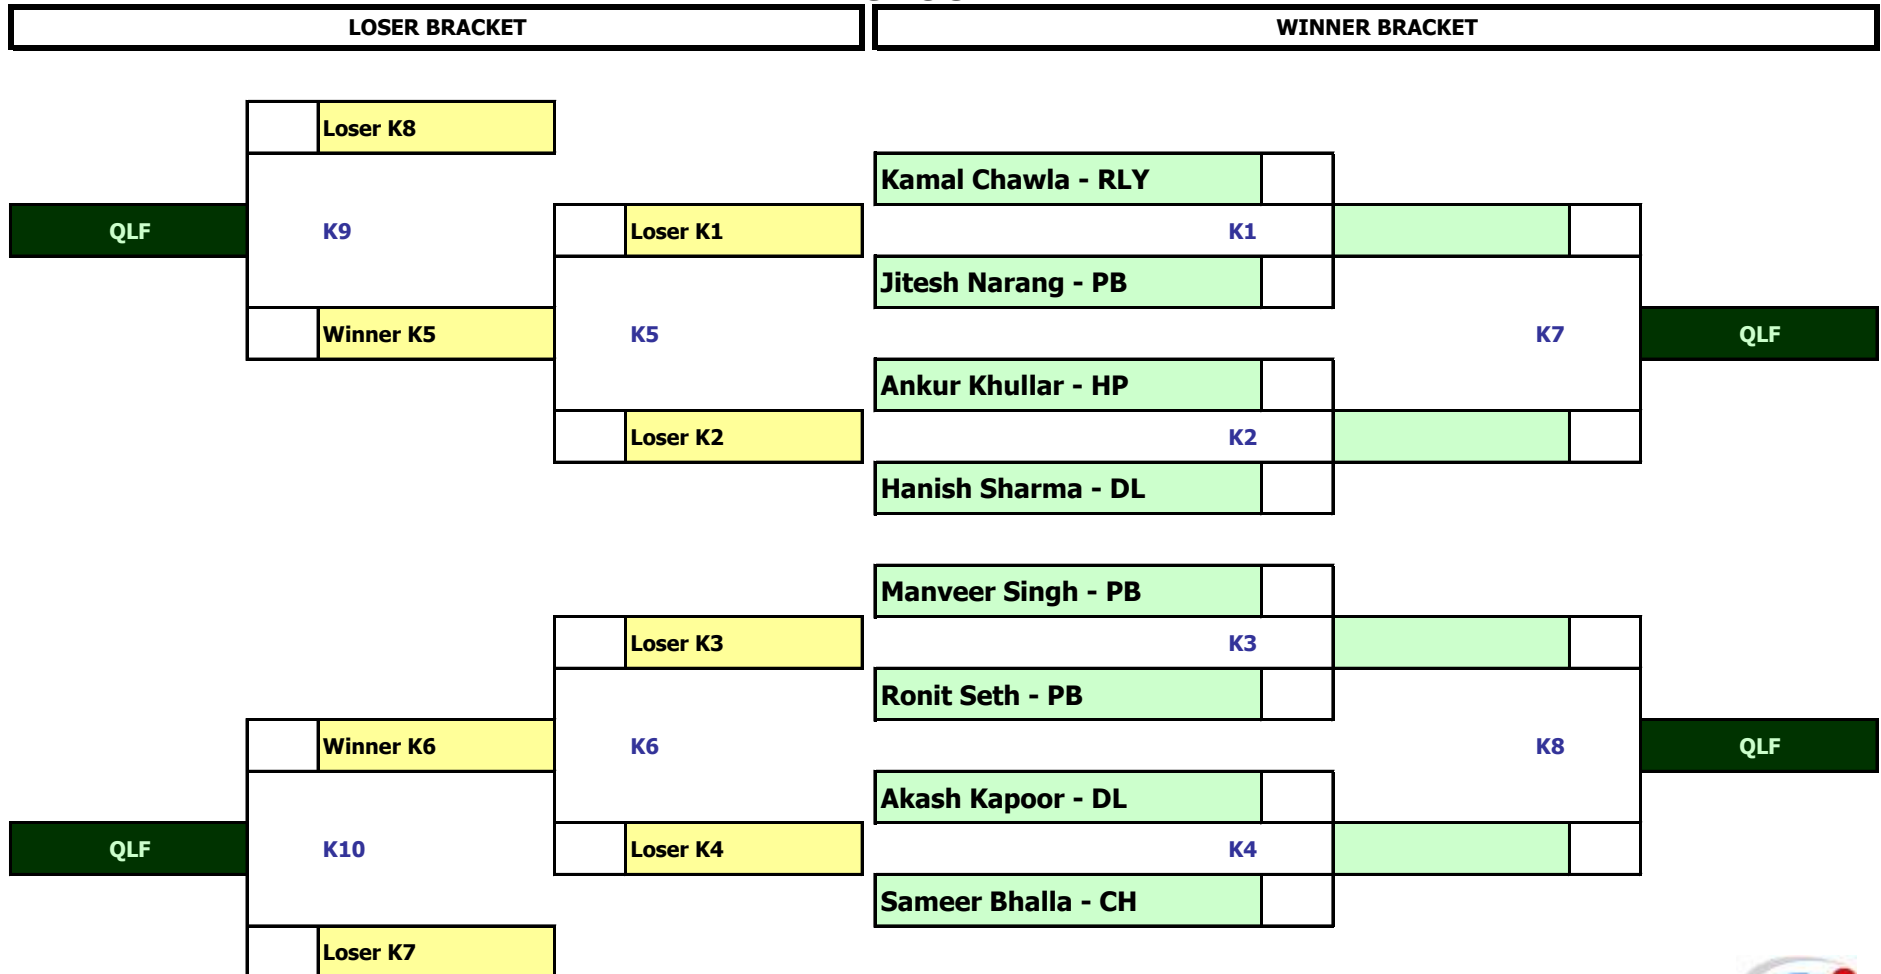 LOSER BRACKET
WINNER BRACKET
Loser K8
Kamal Chawla - RLY
QLF
K9
Loser K1
K1
Jitesh Narang - PB
Winner K5
K5
K7
QLF
Ankur Khullar - HP
Loser K2
K2
Hanish Sharma - DL
Manveer Singh - PB
Loser K3
K3
Ronit Seth - PB
Winner K6
K6
K8
QLF
Akash Kapoor - DL
QLF
K10
Loser K4
K4
Sameer Bhalla - CH
Loser K7